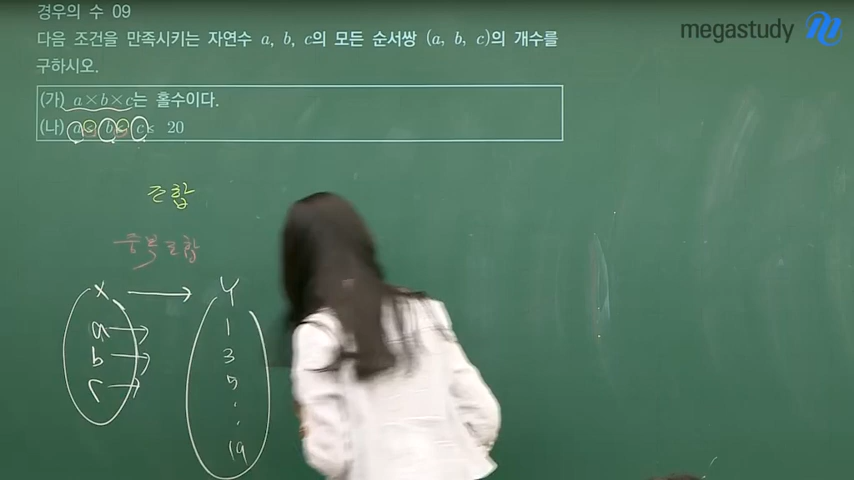 경우의 수 09
megastudy
다음 조건을 만족시키는 자연수 a, b, c의 모든 순서쌍 (a, b, c)의 개수를
구하시오.
(가) a×b×c는 홀수이다.
(나) a≤ b≤ c≤ 20
조합
중복조합
X → Y
a
1
b
3
c
5
19